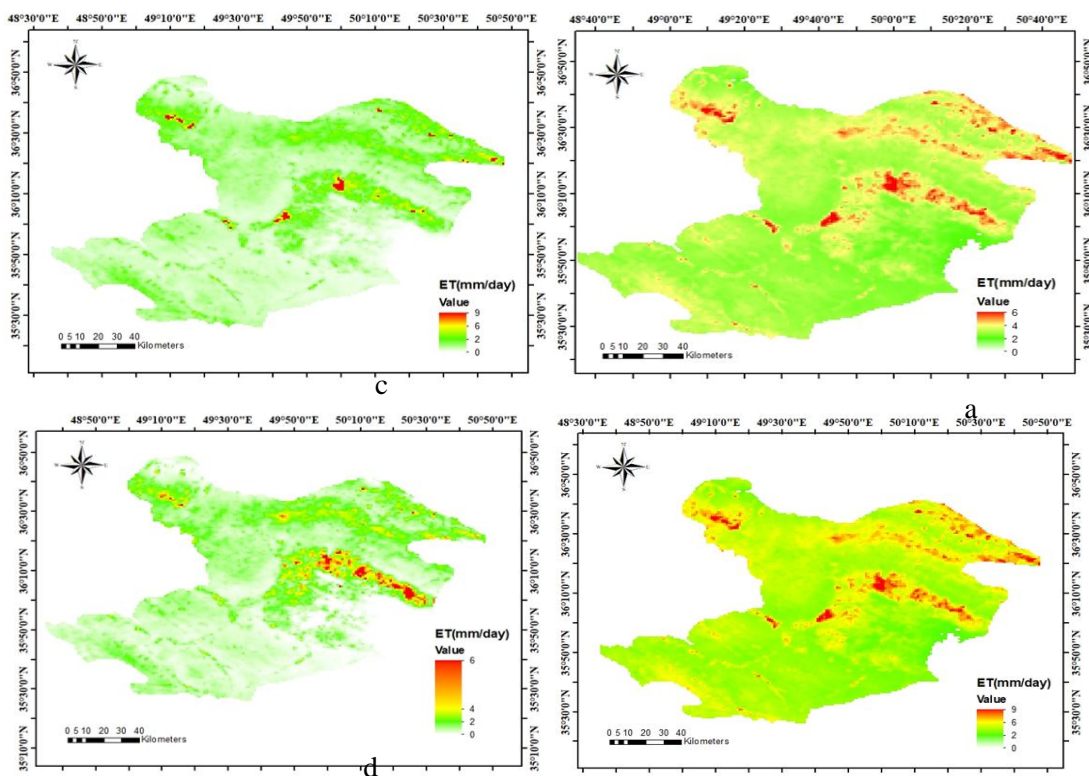 48°30'0"E 49°10'0"E 49°30'0"E 49°50'0"E 50°10'0"E 50°30'0"E 50°50'0"E
36°50'0"N
36°30'0"N
36°10'0"N
35°50'0"N
35°30'0"N
ET(mm/day)
Value
9
6
2
0
0 5 10 20 30 40
Kilometers
c
48°40'0"E 49°0'0"E 49°20'0"E 49°40'0"E 50°0'0"E 50°20'0"E 50°40'0"E
36°50'0"N 36°50'0"N
36°30'0"N 36°30'0"N
36°10'0"N 36°10'0"N
35°50'0"N 35°50'0"N
35°30'0"N 35°30'0"N
ET(mm/day)
Value
6
4
2
0
0 5 10 20 30 40
Kilometers
a
48°50'0"E 49°10'0"E 49°30'0"E 49°50'0"E 50°10'0"E 50°30'0"E 50°50'0"E
36°50'0"N
36°30'0"N
36°10'0"N
35°50'0"N
35°30'0"N
35°10'0"N
ET(mm/day)
Value
6
4
2
0
0 5 10 20 30 40
Kilometers
d
48°30'0"E 49°10'0"E 49°30'0"E 49°50'0"E 50°10'0"E 50°30'0"E 50°50'0"E
36°50'0"N
36°30'0"N
36°10'0"N
35°50'0"N
35°30'0"N
ET(mm/day)
Value
9
6
2
0
0 5 10 20 30 40
Kilometers